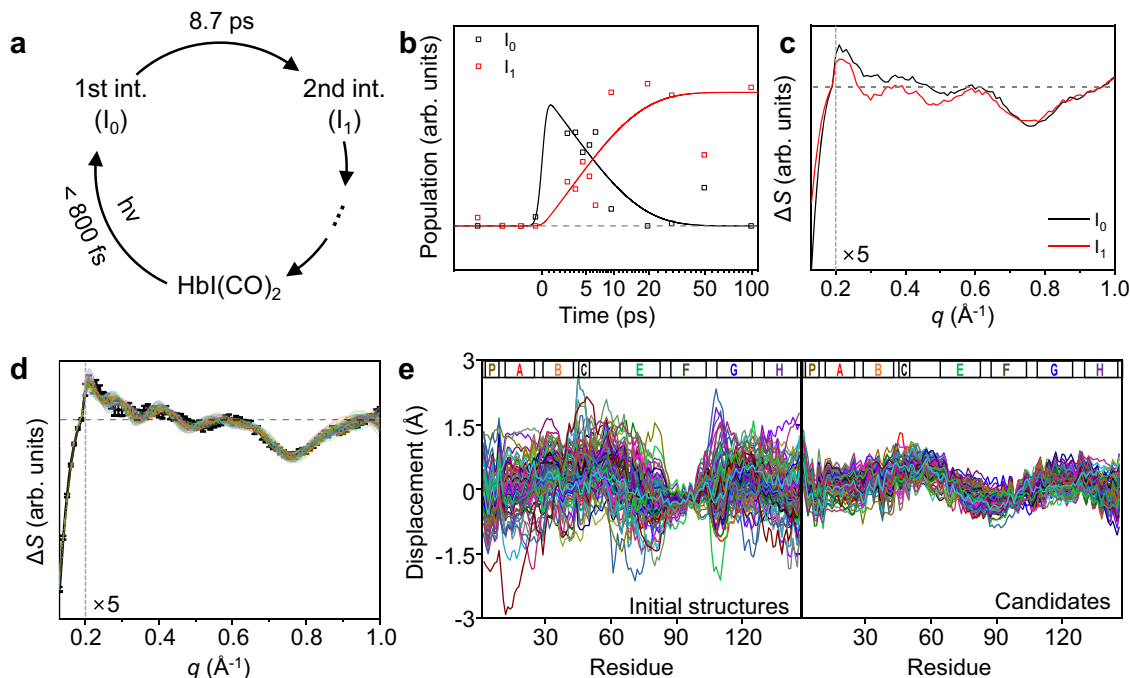 a
8.7 ps
1st int.
(I₀)
2nd int.
(I₁)
hν
< 800 fs
HbI(CO)₂
b
I₀
I₁
Population (arb. units)
0 5 10 20 50 100
Time (ps)
c
ΔS (arb. units)
I₀
I₁
×5
0.2 0.4 0.6 0.8 1.0
q (Å⁻¹)
d
ΔS (arb. units)
×5
0.2 0.4 0.6 0.8 1.0
q (Å⁻¹)
e
P A B C E F G H P A B C E F G H
Displacement (Å)
3
1.5
0
-1.5
-3
Initial structures
Candidates
30 60 90 120 30 60 90 120
Residue Residue